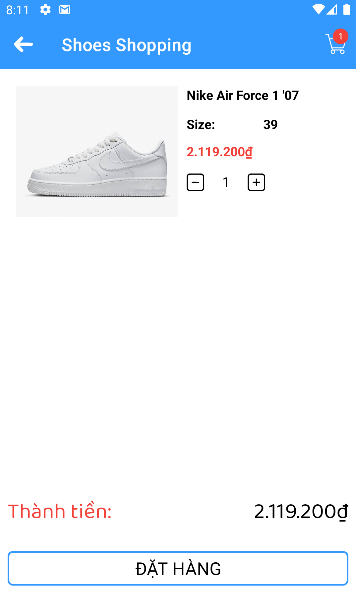 8:11
Shoes Shopping
1
Nike Air Force 1 '07
Size: 39
2.119.200₫
1
Thành tiền: 2.119.200₫
ĐẶT HÀNG